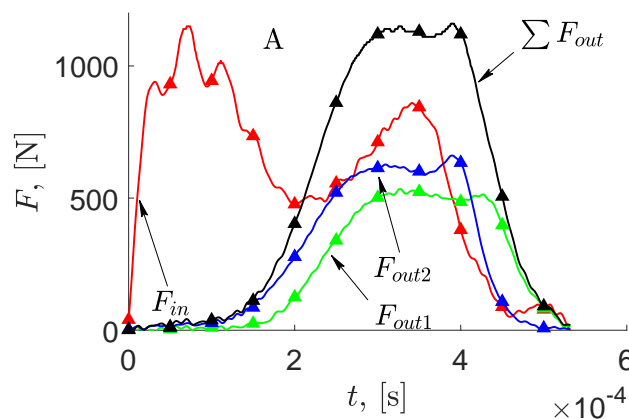 A
∑ F_out
1000
500
0
F, [N]
F_in
F_out2
F_out1
0 2 4 6
t, [s]
×10^-4